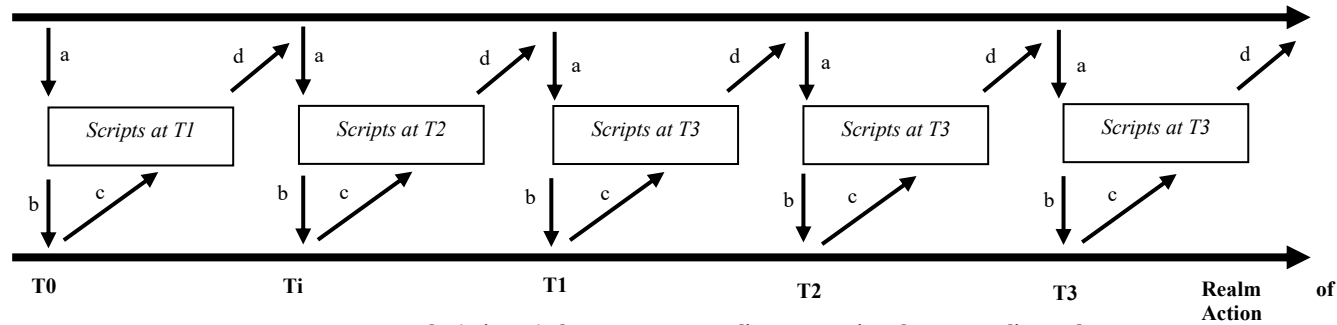 a d a d a d a d a d
Scripts at T1 Scripts at T2 Scripts at T3 Scripts at T3 Scripts at T3
b c b c b c b c b c
T0 Ti T1 T2 T3 Realm of
Action